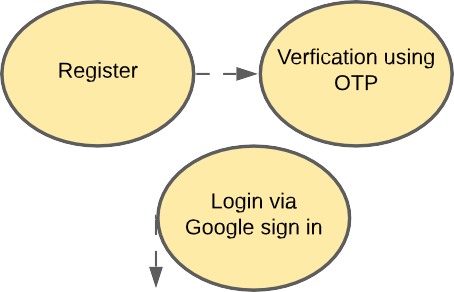 Register
Verfication using
OTP
Login via
Google sign in